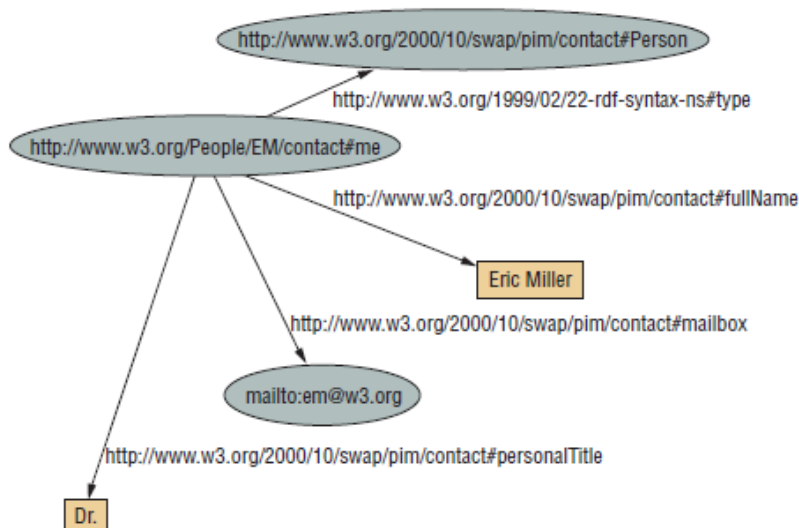 http://www.w3.org/2000/10/swap/pim/contact#Person
http://www.w3.org/1999/02/22-rdf-syntax-ns#type
http://www.w3.org/People/EM/contact#me
http://www.w3.org/2000/10/swap/pim/contact#fullName
Eric Miller
http://www.w3.org/2000/10/swap/pim/contact#mailbox
mailto:em@w3.org
http://www.w3.org/2000/10/swap/pim/contact#personalTitle
Dr.